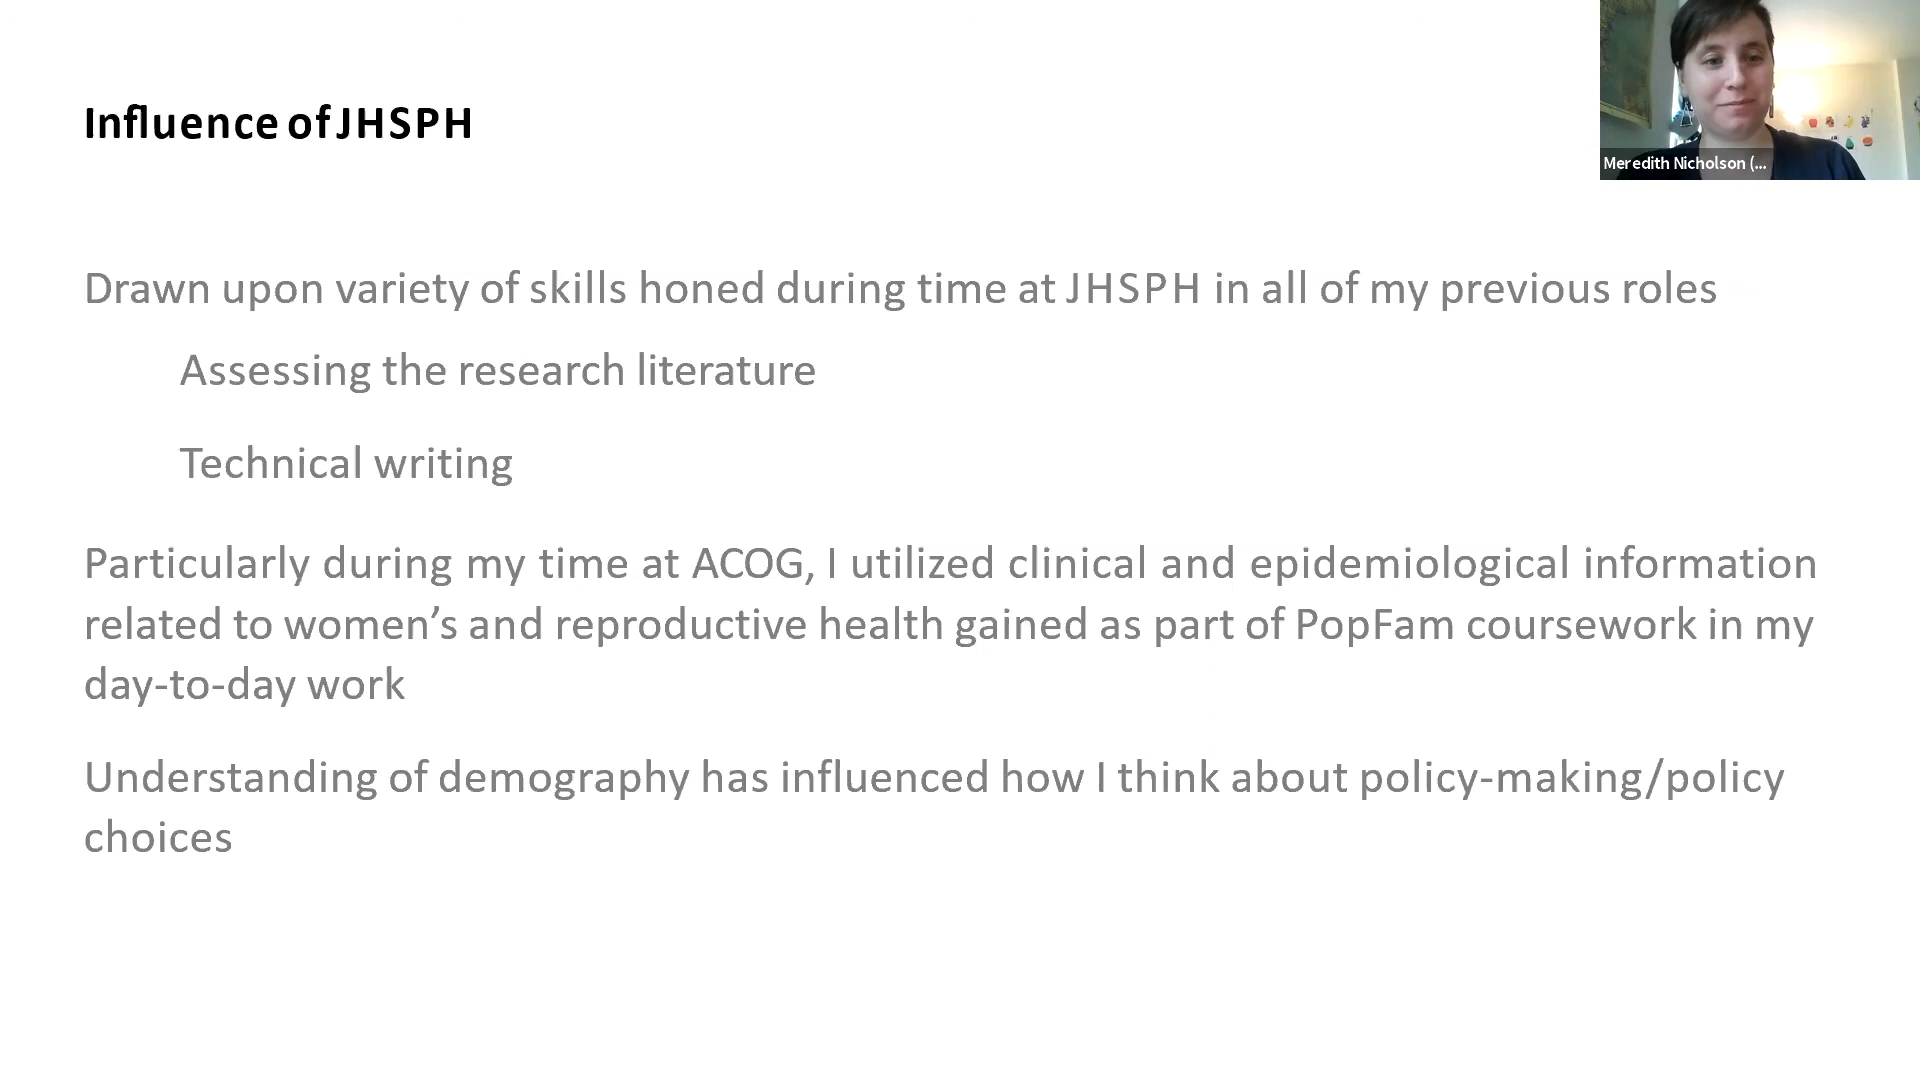 Influence of JHSPH
Meredith Nicholson (...
Drawn upon variety of skills honed during time at JHSPH in all of my previous roles
Assessing the research literature
Technical writing
Particularly during my time at ACOG, I utilized clinical and epidemiological information
related to women’s and reproductive health gained as part of PopFam coursework in my
day-to-day work
Understanding of demography has influenced how I think about policy-making/policy
choices